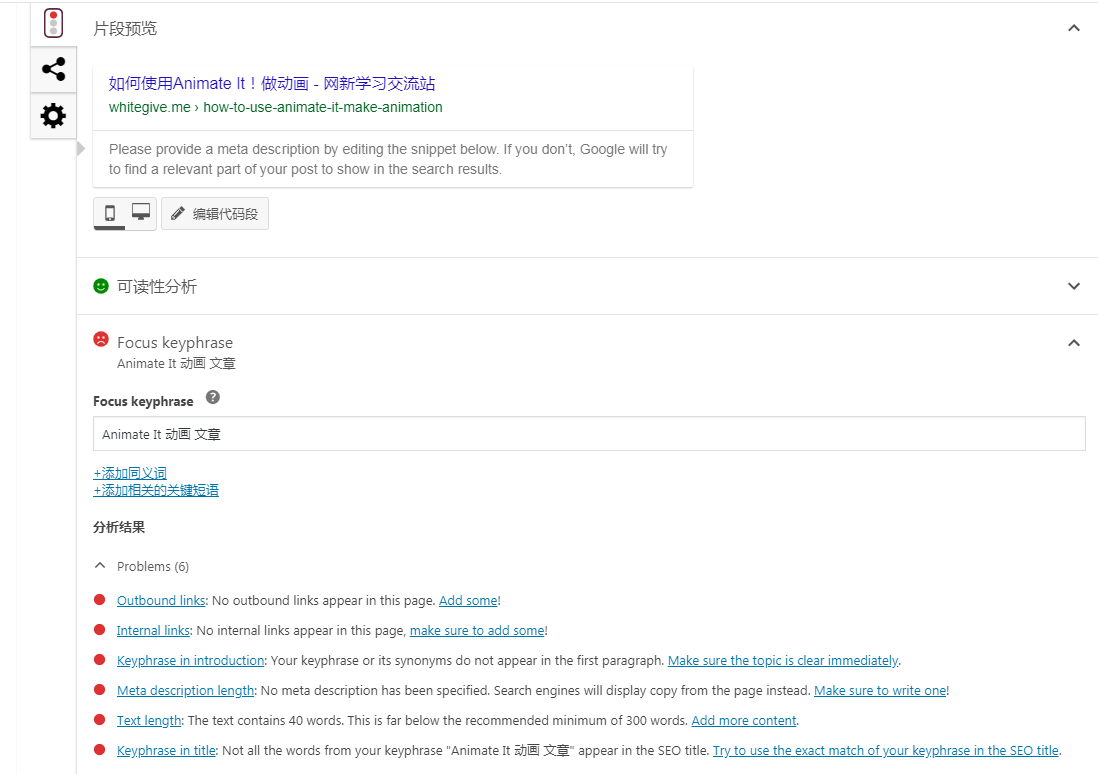 片段预览
如何使用Animate It！做动画 - 网新学习交流站
whitegive.me › how-to-use-animate-it-make-animation
Please provide a meta description by editing the snippet below. If you don’t, Google will try
to find a relevant part of your post to show in the search results.
编辑代码段
可读性分析
Focus keyphrase
Animate It 动画 文章
Focus keyphrase ?
Animate It 动画 文章
+添加同义词
+添加相关的关键短语
分析结果
Problems (6)
Outbound links: No outbound links appear in this page. Add some!
Internal links: No internal links appear in this page, make sure to add some!
Keyphrase in introduction: Your keyphrase or its synonyms do not appear in the first paragraph. Make sure the topic is clear immediately.
Meta description length: No meta description has been specified. Search engines will display copy from the page instead. Make sure to write one!
Text length: The text contains 40 words. This is far below the recommended minimum of 300 words. Add more content.
Keyphrase in title: Not all the words from your keyphrase "Animate It 动画 文章" appear in the SEO title. Try to use the exact match of your keyphrase in the SEO title.